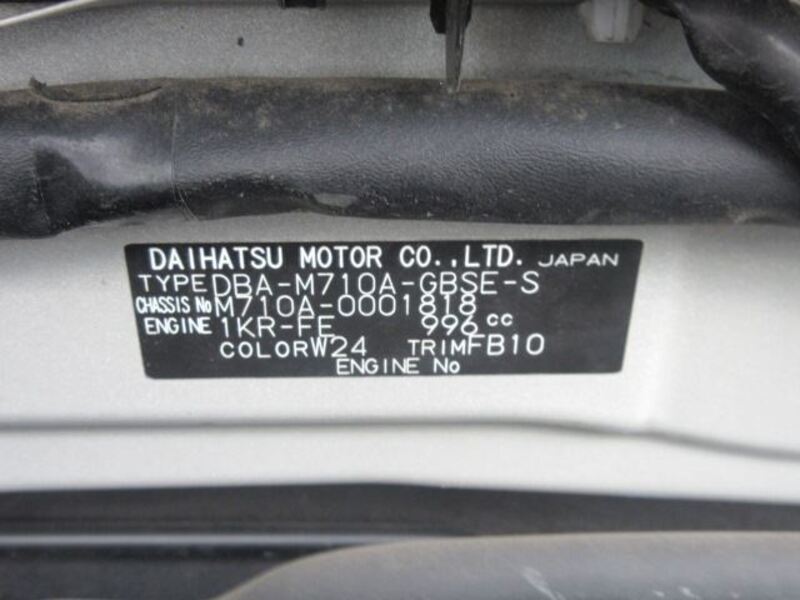 DAIHATSU MOTOR CO.,LTD. JAPAN
TYPE DBA-M710A-GBSE-S
CHASSIS No M710A-0001818
ENGINE 1KR-FE 996 cc
COLOR W24 TRIM FB10
ENGINE No